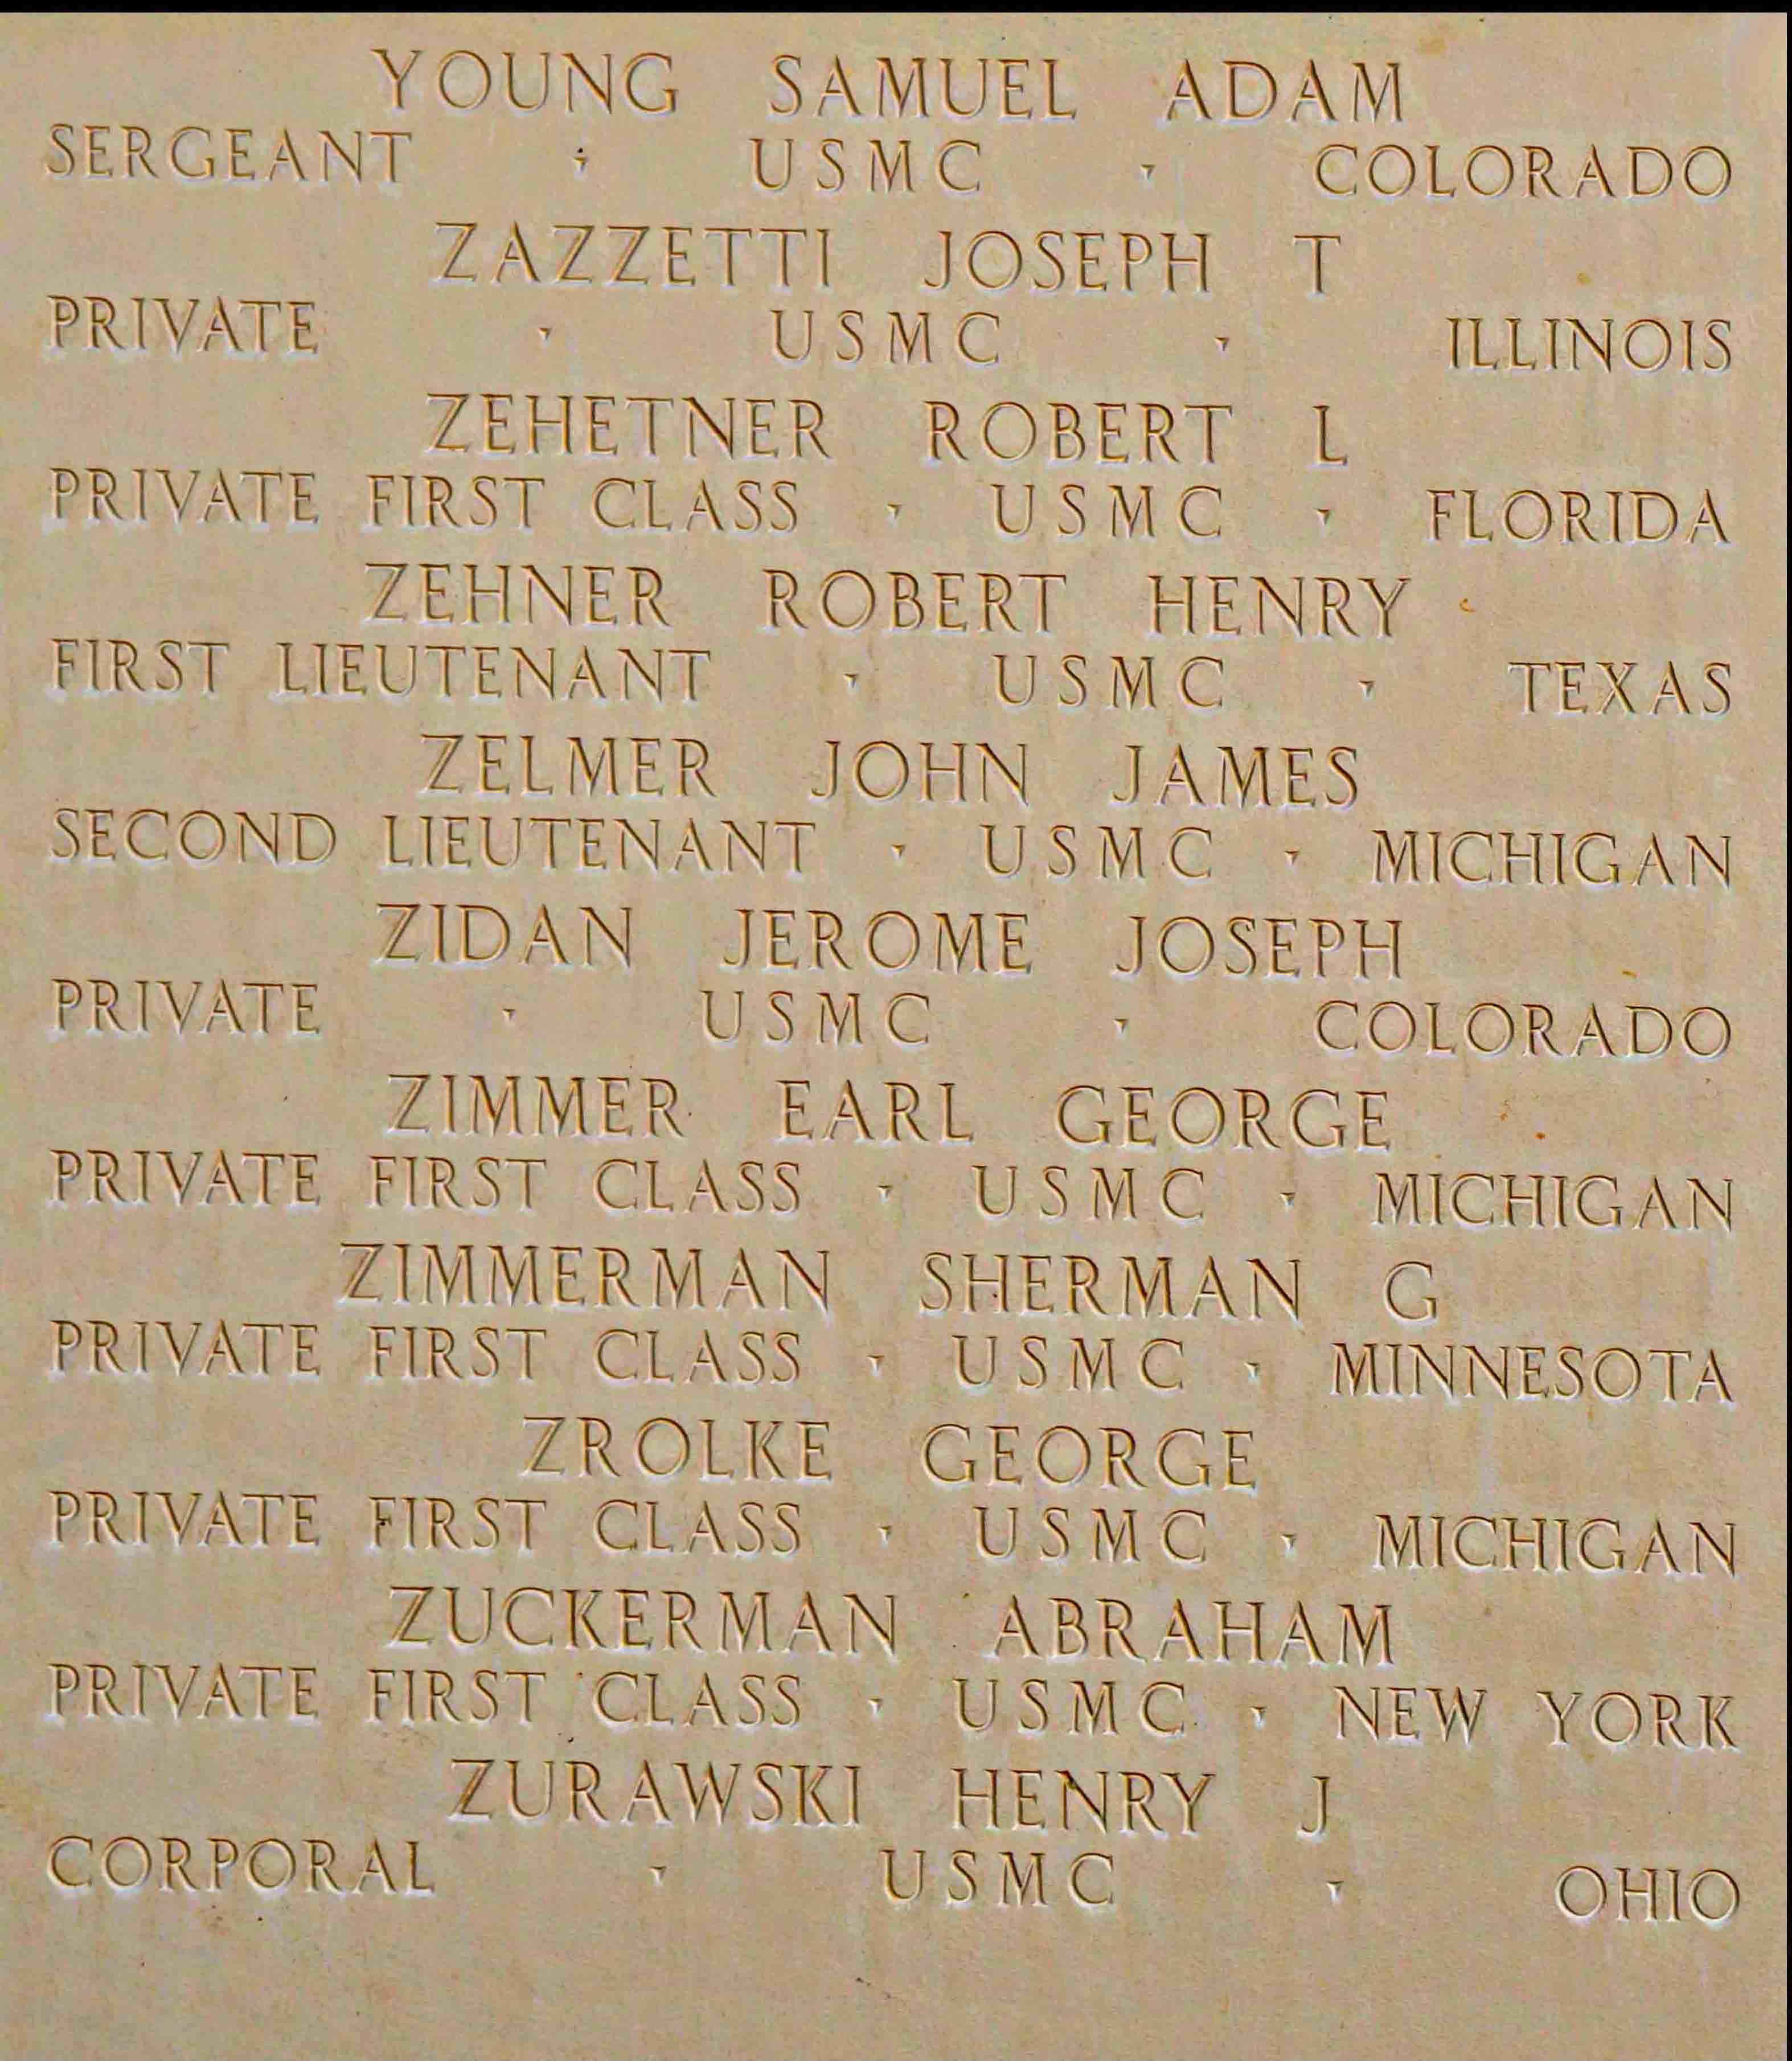 YOUNG SAMUEL ADAM
SERGEANT · USMC · COLORADO
ZAZZETTI JOSEPH T
PRIVATE · USMC · ILLINOIS
ZEHETNER ROBERT L
PRIVATE FIRST CLASS · USMC · FLORIDA
ZEHNER ROBERT HENRY
FIRST LIEUTENANT · USMC · TEXAS
ZELMER JOHN JAMES
SECOND LIEUTENANT · USMC · MICHIGAN
ZIDAN JEROME JOSEPH
PRIVATE · USMC · COLORADO
ZIMMER EARL GEORGE
PRIVATE FIRST CLASS · USMC · MICHIGAN
ZIMMERMAN SHERMAN G
PRIVATE FIRST CLASS · USMC · MINNESOTA
ZROLKE GEORGE
PRIVATE FIRST CLASS · USMC · MICHIGAN
ZUCKERMAN ABRAHAM
PRIVATE FIRST CLASS · USMC · NEW YORK
ZURAWSKI HENRY J
CORPORAL · USMC · OHIO